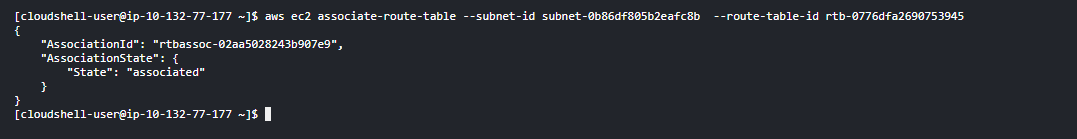 [cloudshell-user@ip-10-132-77-177 ~]$ aws ec2 associate-route-table --subnet-id subnet-0b86df805b2eafc8b  --route-table-id rtb-0776dfa2690753945
{
    "AssociationId": "rtbassoc-02aa5028243b907e9",
    "AssociationState": {
        "State": "associated"
    }
}
[cloudshell-user@ip-10-132-77-177 ~]$